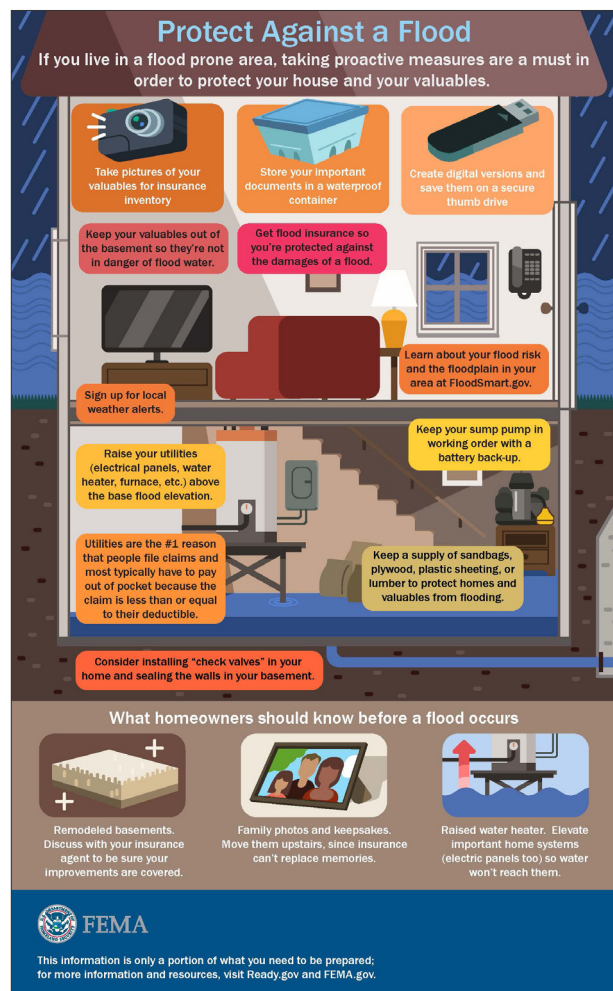 Protect Against a Flood
If you live in a flood prone area, taking proactive measures are a must in
order to protect your house and your valuables.
Take pictures of your
valuables for insurance
inventory
Store your important
documents in a waterproof
container
Create digital versions and
save them on a secure
thumb drive
Keep your valuables out of
the basement so they're not
in danger of flood water.
Get flood insurance so
you're protected against
the damages of a flood.
Learn about your flood risk
and the floodplain in your
area at FloodSmart.gov.
Sign up for local
weather alerts.
Keep your sump pump in
working order with a
battery back-up.
Raise your utilities
(electrical panels, water
heater, furnace, etc.) above
the base flood elevation.
Utilities are the #1 reason
that people file claims and
most typically have to pay
out of pocket because the
claim is less than or equal
to their deductible.
Keep a supply of sandbags,
plywood, plastic sheeting, or
lumber to protect homes and
valuables from flooding.
Consider installing “check valves” in your
home and sealing the walls in your basement.
What homeowners should know before a flood occurs
Remodeled basements.
Discuss with your insurance
agent to be sure your
improvements are covered.
Family photos and keepsakes.
Move them upstairs, since insurance
can't replace memories.
Raised water heater. Elevate
important home systems
(electric panels too) so water
won't reach them.
FEMA
This information is only a portion of what you need to be prepared;
for more information and resources, visit Ready.gov and FEMA.gov.